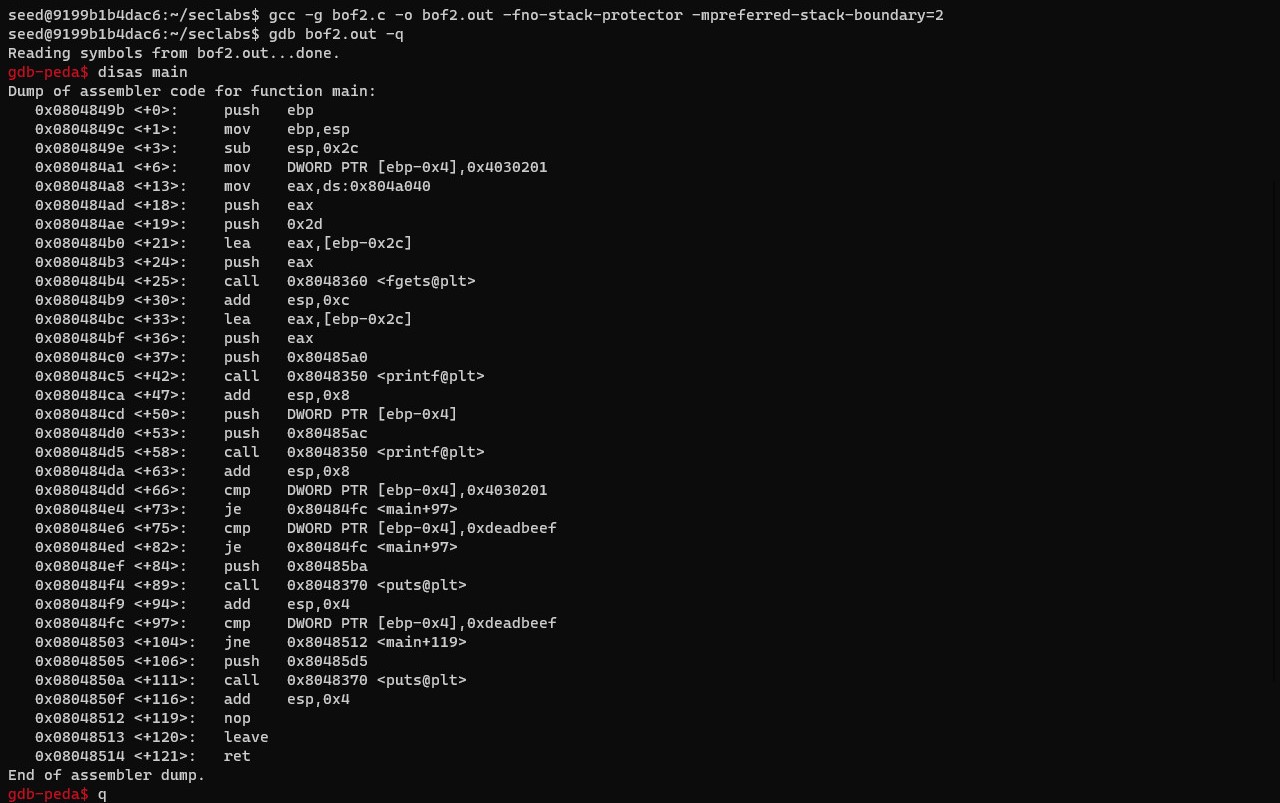 seed@9199b1b4dac6:~/seclabs$ gcc -g bof2.c -o bof2.out -fno-stack-protector -mpreferred-stack-boundary=2
seed@9199b1b4dac6:~/seclabs$ gdb bof2.out -q
Reading symbols from bof2.out...done.
gdb-peda$ disas main
Dump of assembler code for function main:
   0x0804849b <+0>:     push   ebp
   0x0804849c <+1>:     mov    ebp,esp
   0x0804849e <+3>:     sub    esp,0x2c
   0x080484a1 <+6>:     mov    DWORD PTR [ebp-0x4],0x4030201
   0x080484a8 <+13>:    mov    eax,ds:0x804a040
   0x080484ad <+18>:    push   eax
   0x080484ae <+19>:    push   0x2d
   0x080484b0 <+21>:    lea    eax,[ebp-0x2c]
   0x080484b3 <+24>:    push   eax
   0x080484b4 <+25>:    call   0x8048360 <fgets@plt>
   0x080484b9 <+30>:    add    esp,0xc
   0x080484bc <+33>:    lea    eax,[ebp-0x2c]
   0x080484bf <+36>:    push   eax
   0x080484c0 <+37>:    push   0x80485a0
   0x080484c5 <+42>:    call   0x8048350 <printf@plt>
   0x080484ca <+47>:    add    esp,0x8
   0x080484cd <+50>:    push   DWORD PTR [ebp-0x4]
   0x080484d0 <+53>:    push   0x80485ac
   0x080484d5 <+58>:    call   0x8048350 <printf@plt>
   0x080484da <+63>:    add    esp,0x8
   0x080484dd <+66>:    cmp    DWORD PTR [ebp-0x4],0x4030201
   0x080484e4 <+73>:    je     0x80484fc <main+97>
   0x080484e6 <+75>:    cmp    DWORD PTR [ebp-0x4],0xdeadbeef
   0x080484ed <+82>:    je     0x80484fc <main+97>
   0x080484ef <+84>:    push   0x80485ba
   0x080484f4 <+89>:    call   0x8048370 <puts@plt>
   0x080484f9 <+94>:    add    esp,0x4
   0x080484fc <+97>:    cmp    DWORD PTR [ebp-0x4],0xdeadbeef
   0x08048503 <+104>:   jne    0x8048512 <main+119>
   0x08048505 <+106>:   push   0x80485d5
   0x0804850a <+111>:   call   0x8048370 <puts@plt>
   0x0804850f <+116>:   add    esp,0x4
   0x08048512 <+119>:   nop
   0x08048513 <+120>:   leave
   0x08048514 <+121>:   ret
End of assembler dump.
gdb-peda$ q